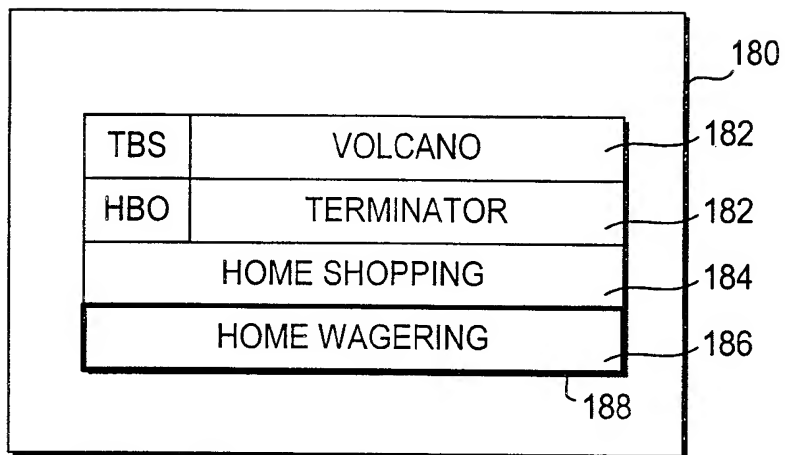 180
TBS VOLCANO 182
HBO TERMINATOR 182
HOME SHOPPING 184
HOME WAGERING 186
188